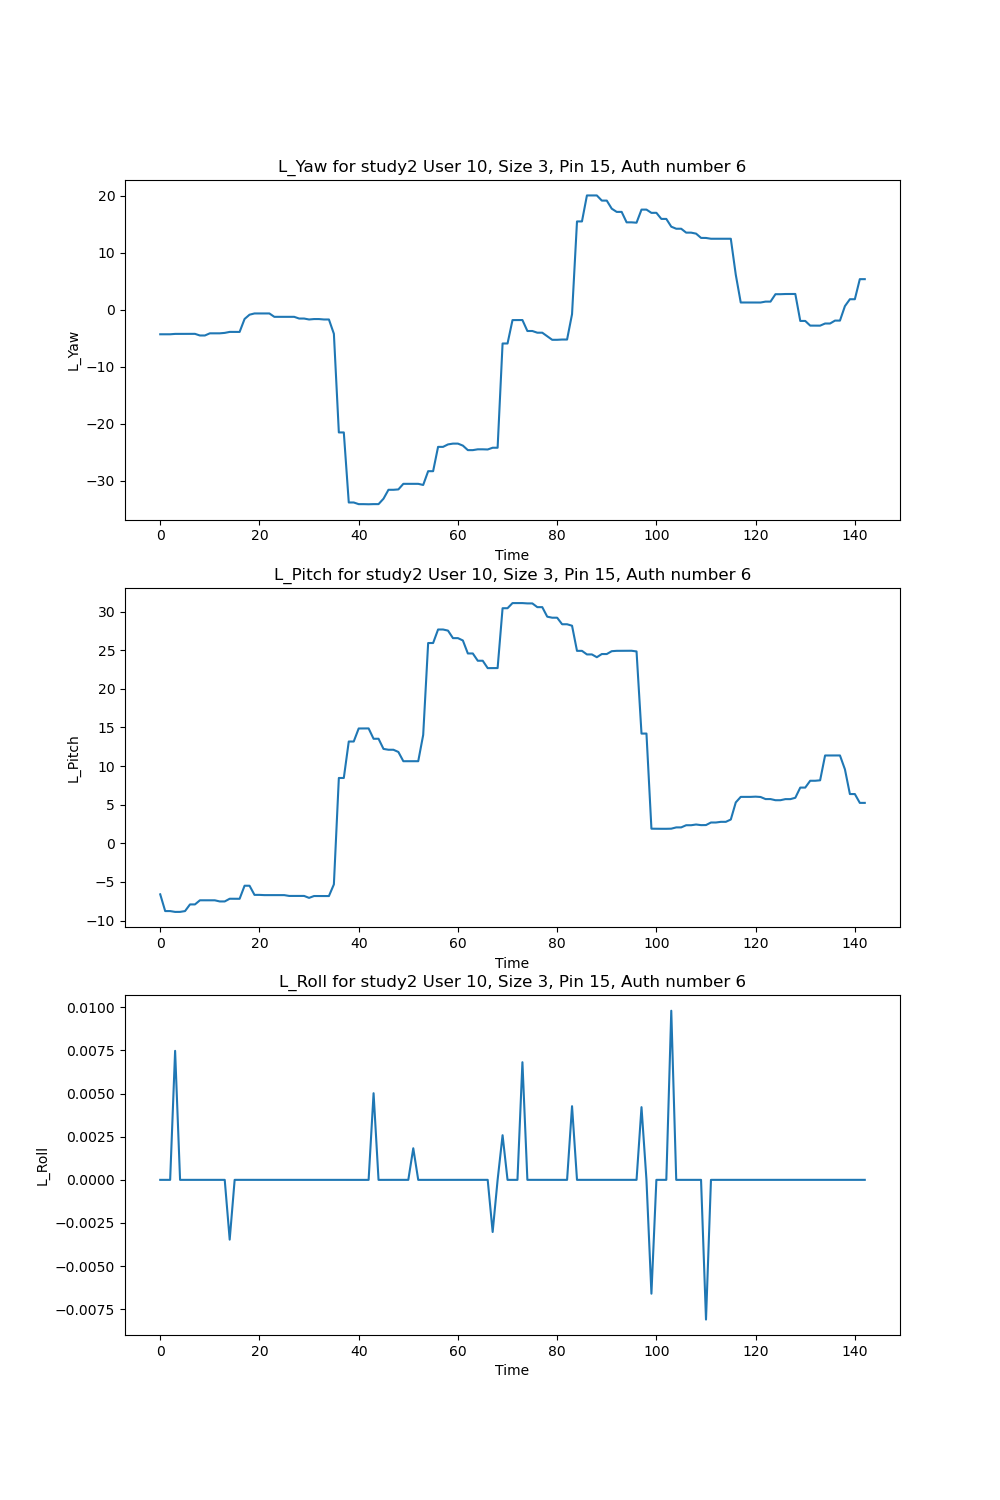 L_Yaw for study2 User 10, Size 3, Pin 15, Auth number 6
20
10
0
−10
−20
−30
L_Yaw
0 20 40 60 80 100 120 140
Time
L_Pitch for study2 User 10, Size 3, Pin 15, Auth number 6
30
25
20
15
10
5
0
−5
−10
L_Pitch
0 20 40 60 80 100 120 140
Time
L_Roll for study2 User 10, Size 3, Pin 15, Auth number 6
0.0100
0.0075
0.0050
0.0025
0.0000
−0.0025
−0.0050
−0.0075
L_Roll
0 20 40 60 80 100 120 140
Time